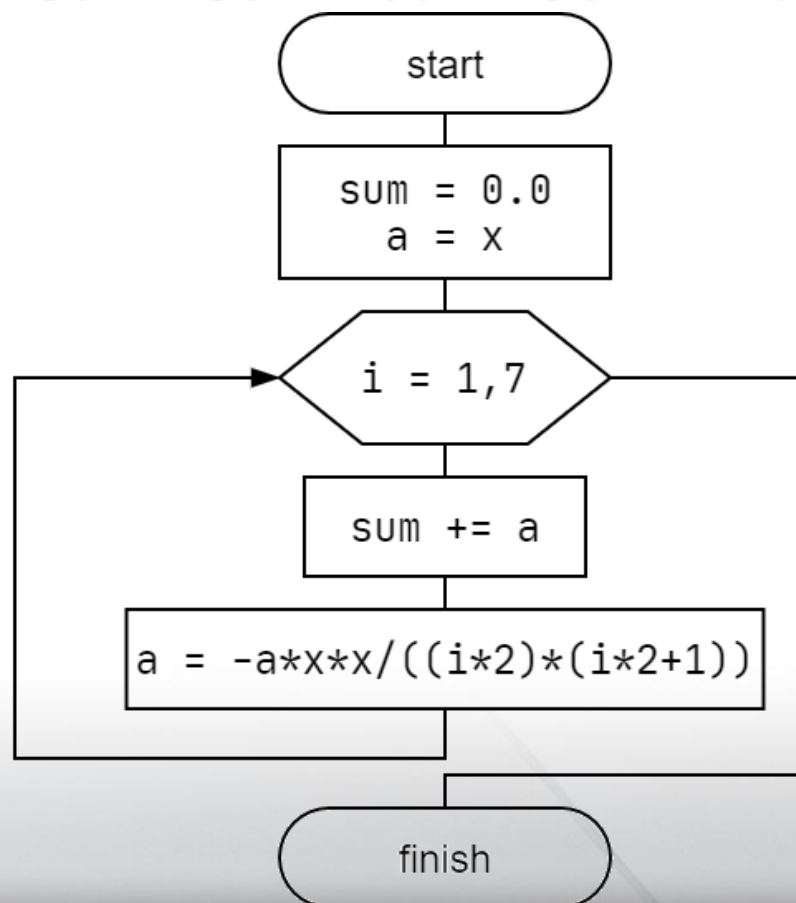 start
sum = 0.0
a = x
i = 1,7
sum += a
a = -a*x*x/((i*2)*(i*2+1))
finish